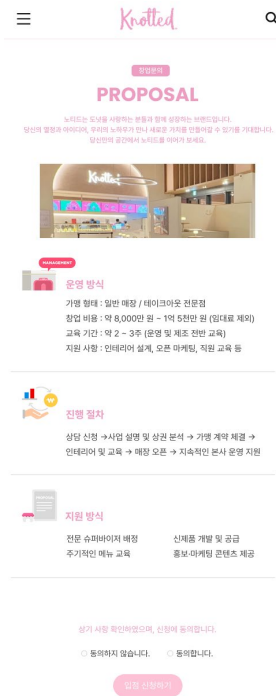 Knotted
창업문의
PROPOSAL
노티드는 도넛을 사랑하는 분들과 함께 성장하는 브랜드입니다.
당신의 열정과 아이디어, 우리의 노하우가 만나 새로운 가치를 만들어갈 수 있기를 기대합니다.
당신만의 공간에서 노티드를 이어가 보세요.
Knotted
MANAGEMENT
운영 방식
가맹 형태 : 일반 매장 / 테이크아웃 전문점
창업 비용 : 약 8,000만 원 ~ 1억 5천만 원 (임대료 제외)
교육 기간 : 약 2 ~ 3주 (운영 및 제조 전반 교육)
지원 사항 : 인테리어 설계, 오픈 마케팅, 직원 교육 등
진행 절차
상담 신청 →사업 설명 및 상권 분석 → 가맹 계약 체결 →
인테리어 및 교육 → 매장 오픈 → 지속적인 본사 운영 지원
PROPOSAL
지원 방식
전문 슈퍼바이저 배정 신제품 개발 및 공급
주기적인 메뉴 교육 홍보·마케팅 콘텐츠 제공
상기 사항 확인하였으며, 신청에 동의합니다.
동의하지 않습니다. 동의합니다.
입점 신청하기